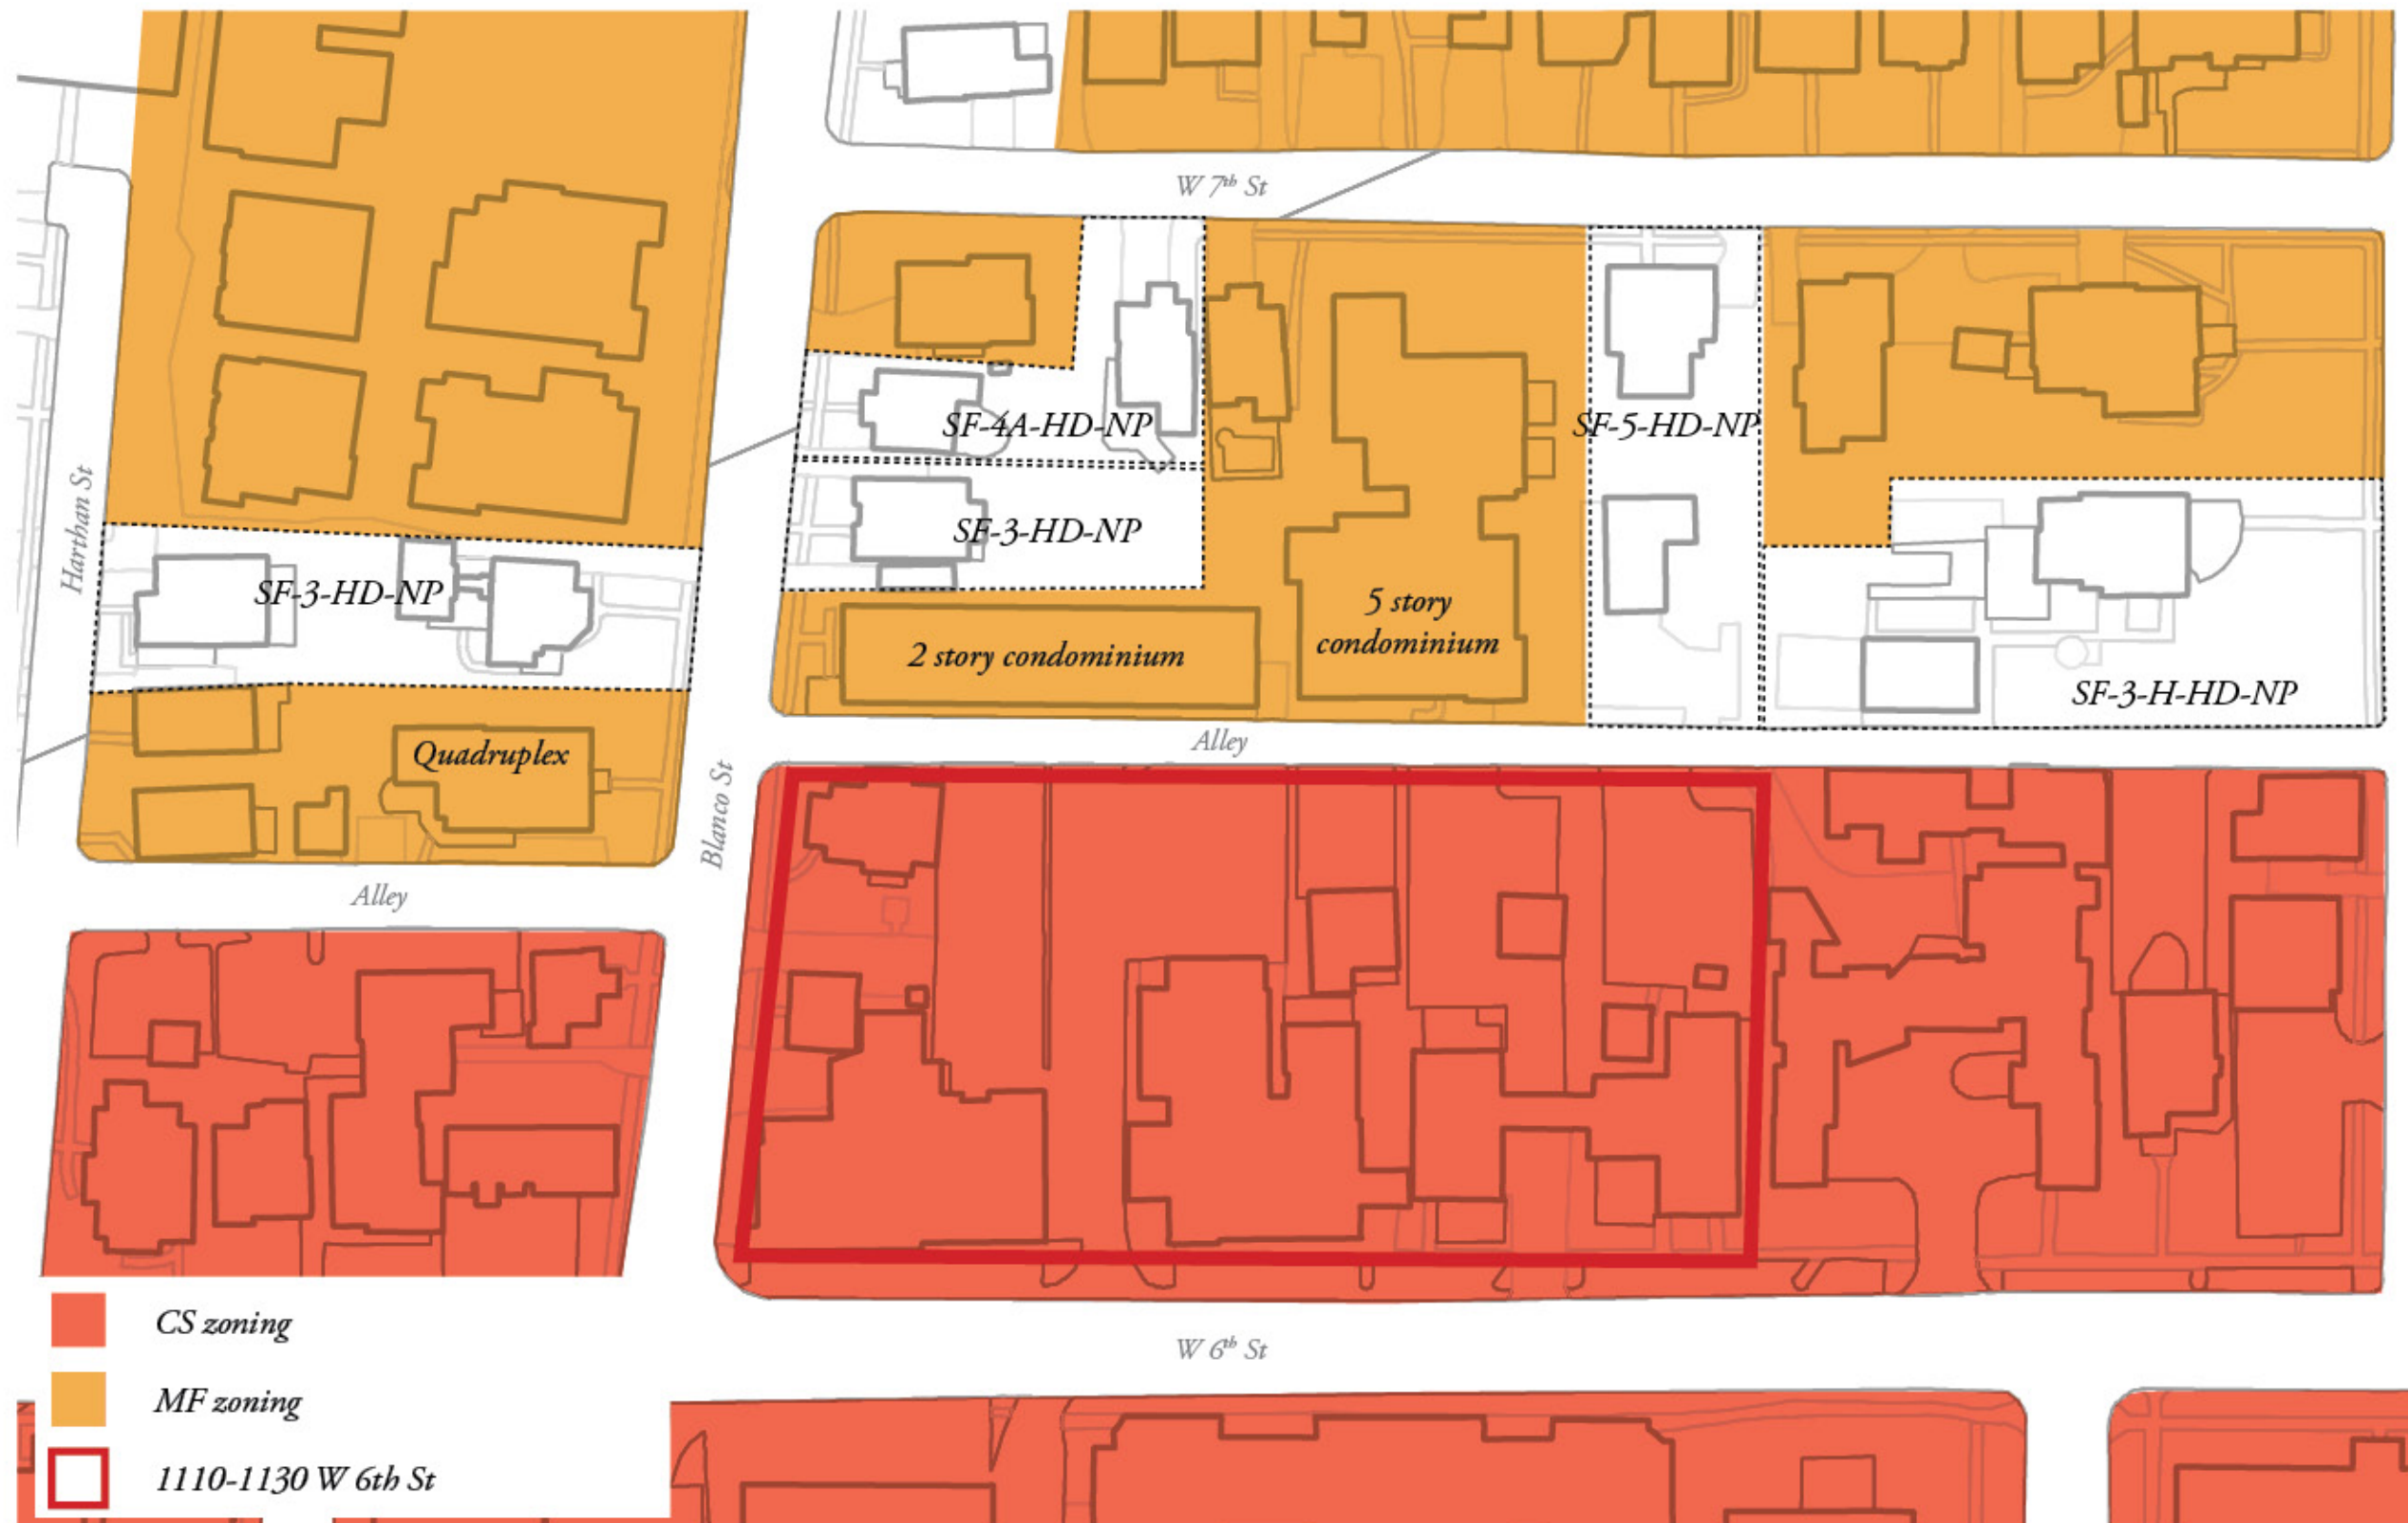 W 7th St
SF-4A-HD-NP
SF-5-HD-NP
Harthan St
SF-3-HD-NP
SF-3-HD-NP
5 story
condominium
2 story condominium
SF-3-H-HD-NP
Quadruplex
Alley
Blanco St
Alley
CS zoning
W 6th St
MF zoning
1110-1130 W 6th St